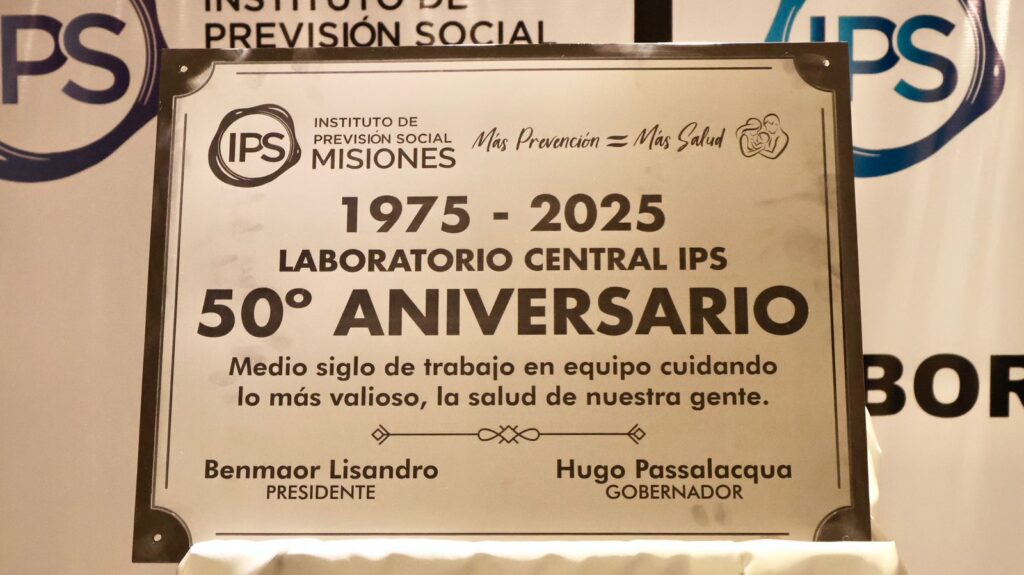 IPS
INSTITUTO DE
PREVISIÓN SOCIAL
IPS
IPS
INSTITUTO DE
PREVISIÓN SOCIAL
MISIONES
Más Prevención = Más Salud
1975 - 2025
LABORATORIO CENTRAL IPS
50º ANIVERSARIO
Medio siglo de trabajo en equipo cuidando
lo más valioso, la salud de nuestra gente.
Benmaor Lisandro
PRESIDENTE
Hugo Passalacqua
GOBERNADOR
BOR